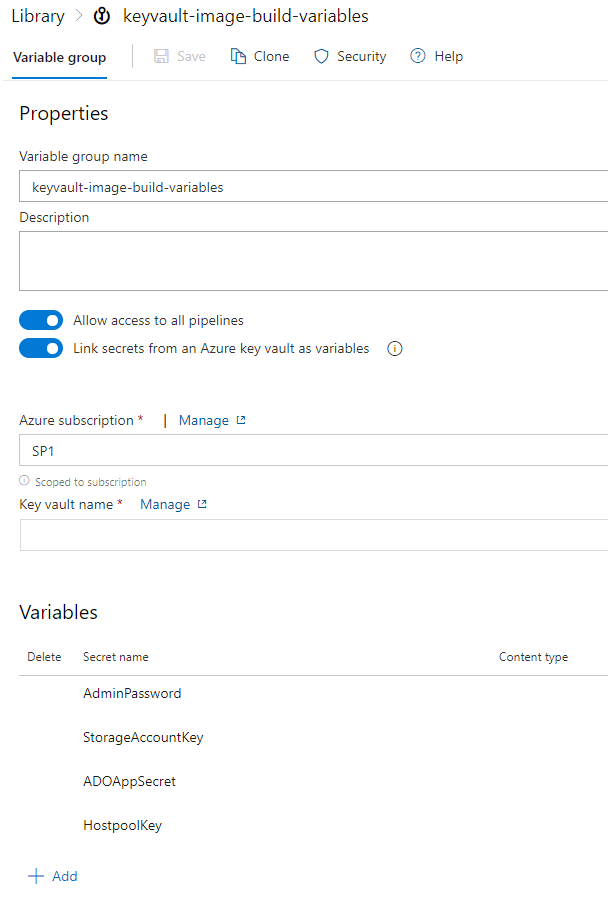 Library > keyvault-image-build-variables
Variable group Save Clone Security ? Help
Properties
Variable group name
keyvault-image-build-variables
Description
Allow access to all pipelines
Link secrets from an Azure key vault as variables i
Azure subscription * | Manage
SP1
i Scoped to subscription
Key vault name * Manage
Variables
Delete Secret name Content type
AdminPassword
StorageAccountKey
ADOAppSecret
HostpoolKey
+ Add